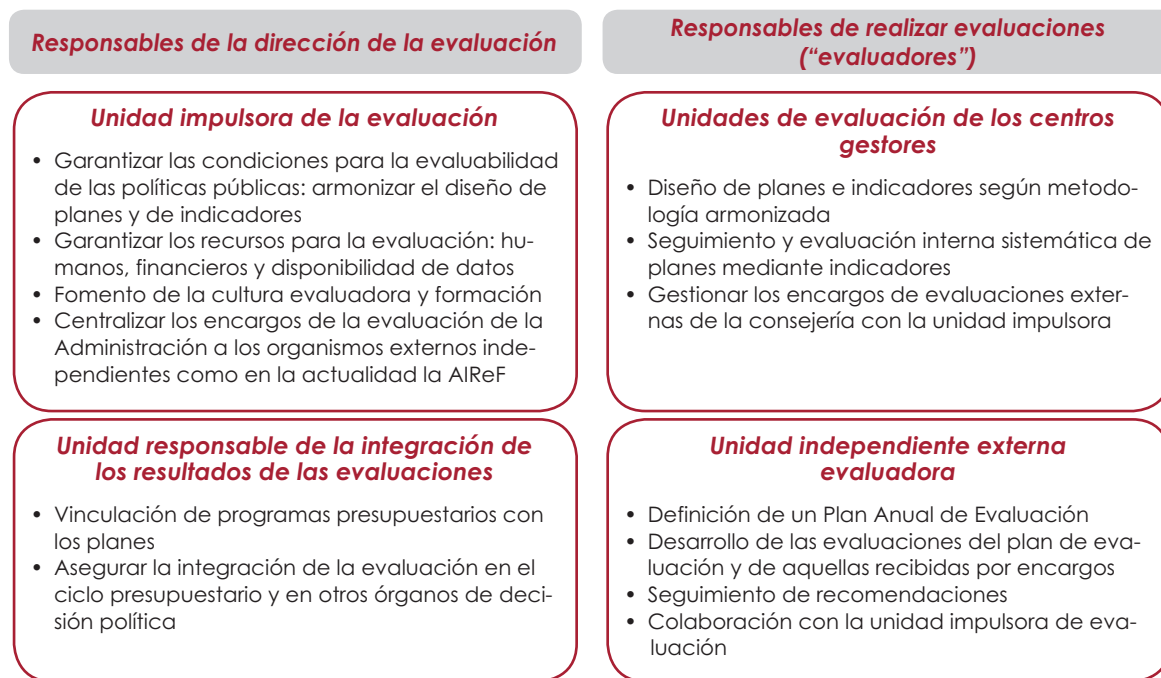 Responsables de la dirección de la evaluación
Responsables de realizar evaluaciones
(“evaluadores”)
Unidad impulsora de la evaluación
• Garantizar las condiciones para la evaluabilidad
de las políticas públicas: armonizar el diseño de
planes y de indicadores
• Garantizar los recursos para la evaluación: hu-
manos, financieros y disponibilidad de datos
• Fomento de la cultura evaluadora y formación
• Centralizar los encargos de la evaluación de la
Administración a los organismos externos inde-
pendientes como en la actualidad la AIReF
Unidades de evaluación de los centros
gestores
• Diseño de planes e indicadores según metodo-
logía armonizada
• Seguimiento y evaluación interna sistemática de
planes mediante indicadores
• Gestionar los encargos de evaluaciones exter-
nas de la consejería con la unidad impulsora
Unidad responsable de la integración de
los resultados de las evaluaciones
• Vinculación de programas presupuestarios con
los planes
• Asegurar la integración de la evaluación en el
ciclo presupuestario y en otros órganos de deci-
sión política
Unidad independiente externa
evaluadora
• Definición de un Plan Anual de Evaluación
• Desarrollo de las evaluaciones del plan de eva-
luación y de aquellas recibidas por encargos
• Seguimiento de recomendaciones
• Colaboración con la unidad impulsora de eva-
luación